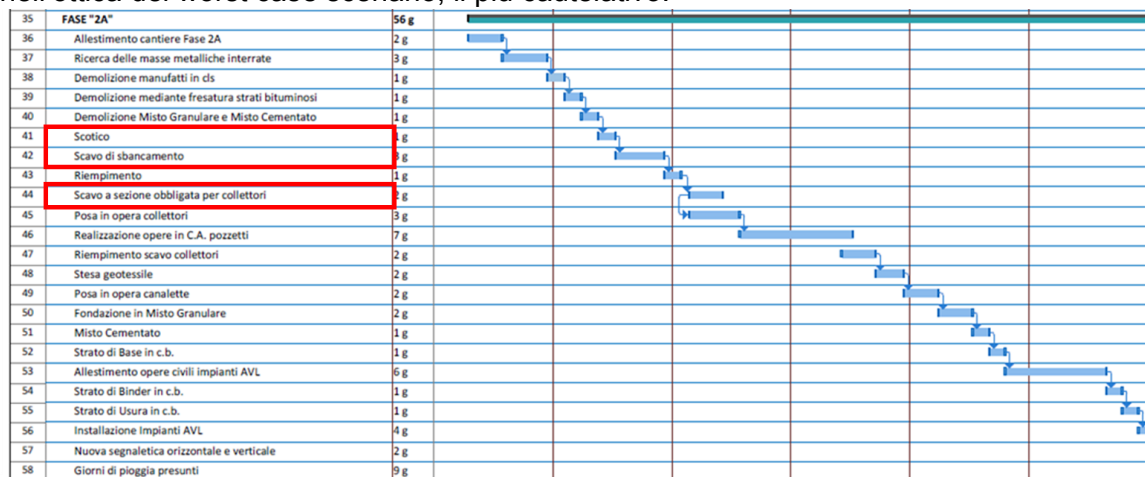 nell'ottica del worst case scenario, il più cautelativo.
35 FASE "2A" 56 g
36 Allestimento cantiere Fase 2A 2 g
37 Ricerca delle masse metalliche interrate 3 g
38 Demolizione manufatti in cls 1 g
39 Demolizione mediante fresatura strati bituminosi 1 g
40 Demolizione Misto Granulare e Misto Cementato 1 g
41 Scotico g
42 Scavo di sbancamento g
43 Riempimento 1 g
44 Scavo a sezione obbligata per collettori g
45 Posa in opera collettori 3 g
46 Realizzazione opere in C.A. pozzetti 7 g
47 Riempimento scavo collettori 2 g
48 Stesa geotessile 2 g
49 Posa in opera canalette 2 g
50 Fondazione in Misto Granulare 2 g
51 Misto Cementato 1 g
52 Strato di Base in c.b. 1 g
53 Allestimento opere civili impianti AVL 6 g
54 Strato di Binder in c.b. 1 g
55 Strato di Usura in c.b. 1 g
56 Installazione Impianti AVL 4 g
57 Nuova segnaletica orizzontale e verticale 2 g
58 Giorni di pioggia presunti 9 g